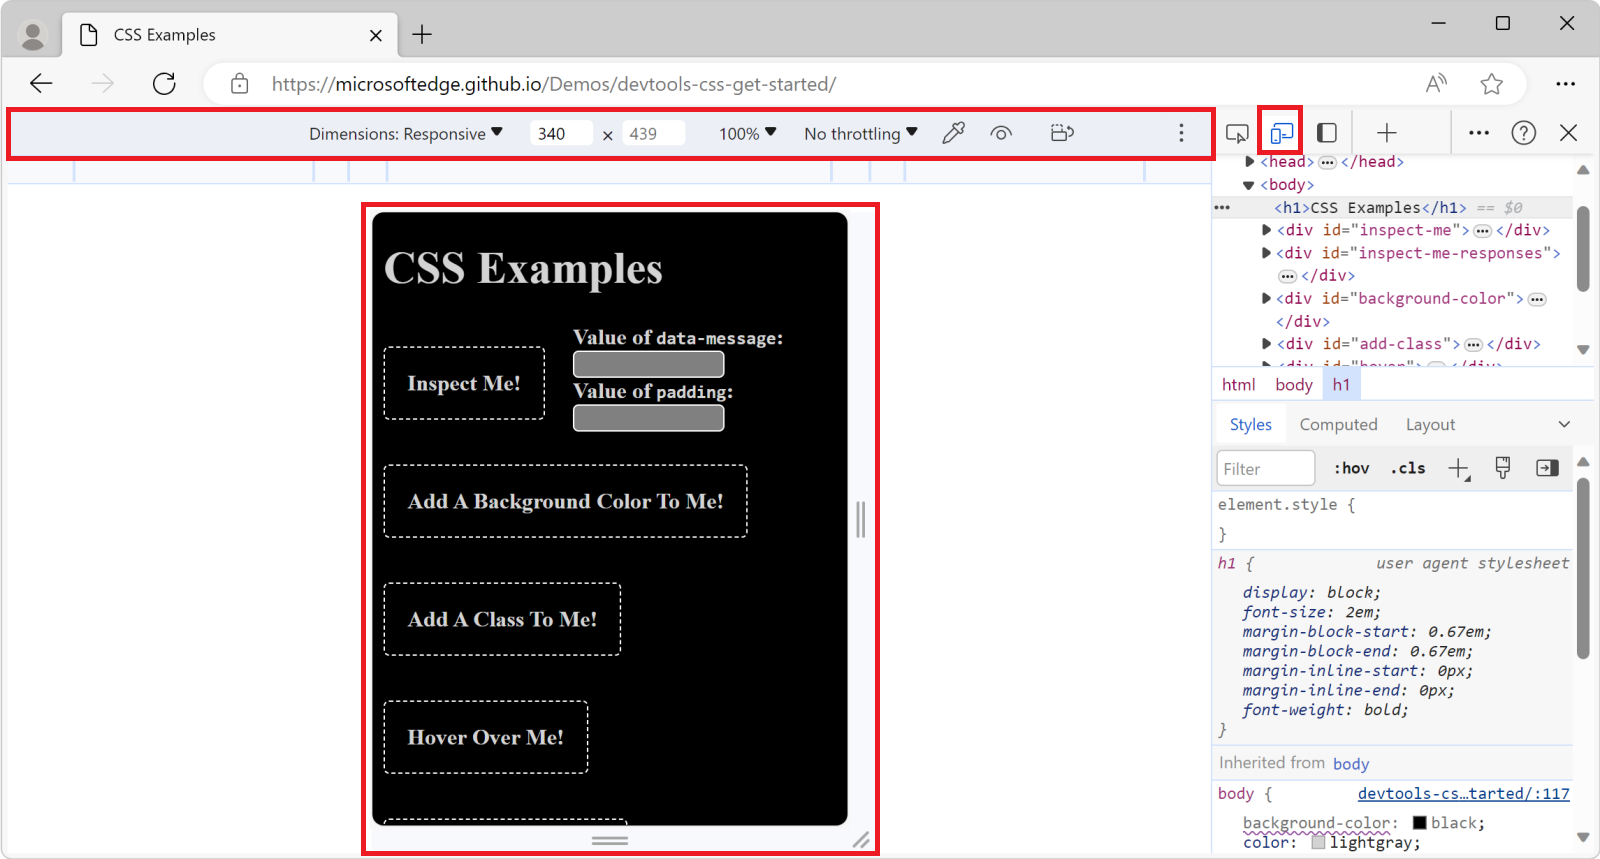 CSS Examples
https://microsoftedge.github.io/Demos/devtools-css-get-started/
Dimensions: Responsive 340 × 439 100% No throttling
CSS Examples
Inspect Me!
Value of data-message:
Value of padding:
Add A Background Color To Me!
Add A Class To Me!
Hover Over Me!
<head> ... </head>
<body>
... <h1>CSS Examples</h1> == $0
<div id="inspect-me"> ... </div>
<div id="inspect-me-responses">
... </div>
<div id="background-color"> ...
</div>
<div id="add-class"> ... </div>
html body h1
Styles Computed Layout
Filter :hov .cls
element.style {
}
h1 { user agent stylesheet
display: block;
font-size: 2em;
margin-block-start: 0.67em;
margin-block-end: 0.67em;
margin-inline-start: 0px;
margin-inline-end: 0px;
font-weight: bold;
}
Inherited from body
body { devtools-cs…tarted/:117
background-color: black;
color: lightgray;